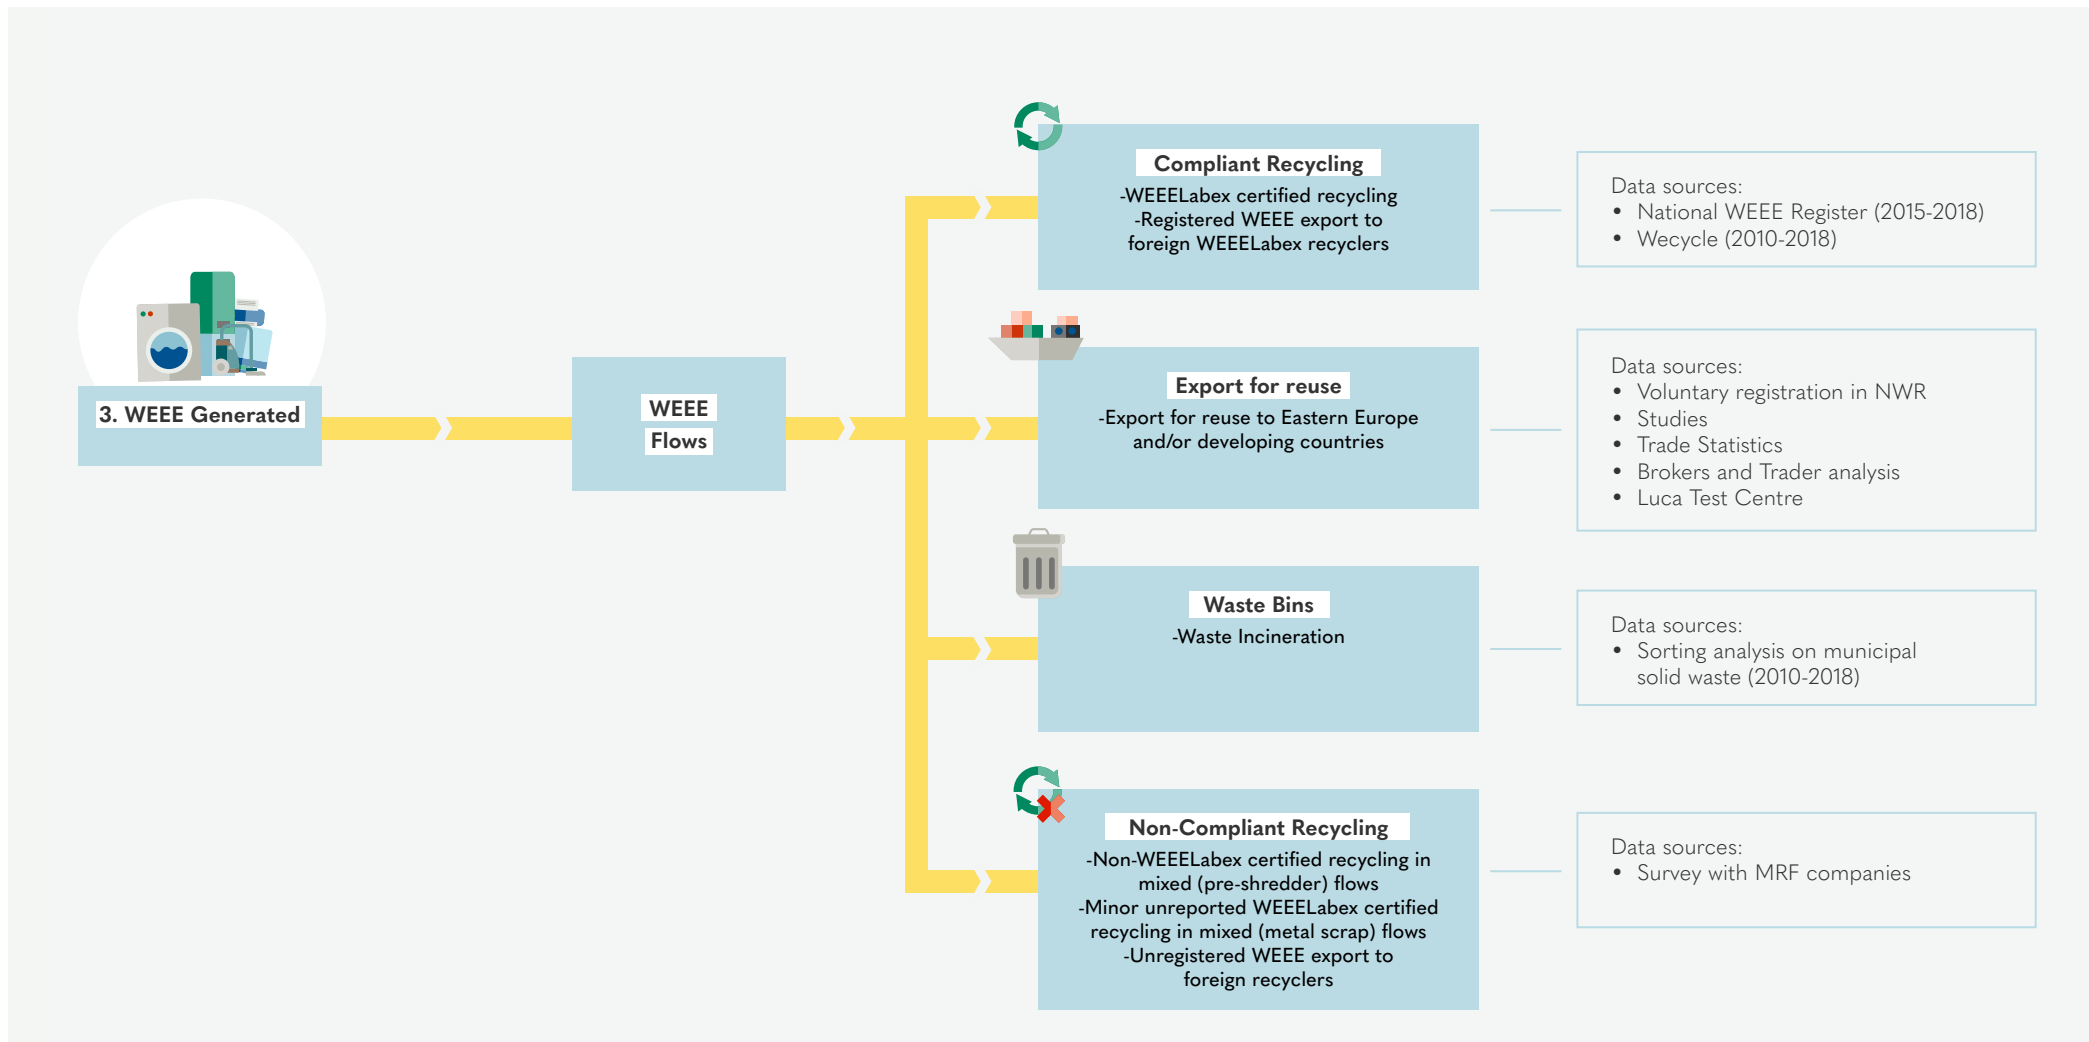 3. WEEE Generated
WEEE
Flows
Compliant Recycling
-WEEELabex certified recycling
-Registered WEEE export to
foreign WEEELabex recyclers
Data sources:
• National WEEE Register (2015-2018)
• Wecycle (2010-2018)
Export for reuse
-Export for reuse to Eastern Europe
and/or developing countries
Data sources:
• Voluntary registration in NWR
• Studies
• Trade Statistics
• Brokers and Trader analysis
• Luca Test Centre
Waste Bins
-Waste Incineration
Data sources:
• Sorting analysis on municipal
solid waste (2010-2018)
Non-Compliant Recycling
-Non-WEEELabex certified recycling in
mixed (pre-shredder) flows
-Minor unreported WEEELabex certified
recycling in mixed (metal scrap) flows
-Unregistered WEEE export to
foreign recyclers
Data sources:
• Survey with MRF companies